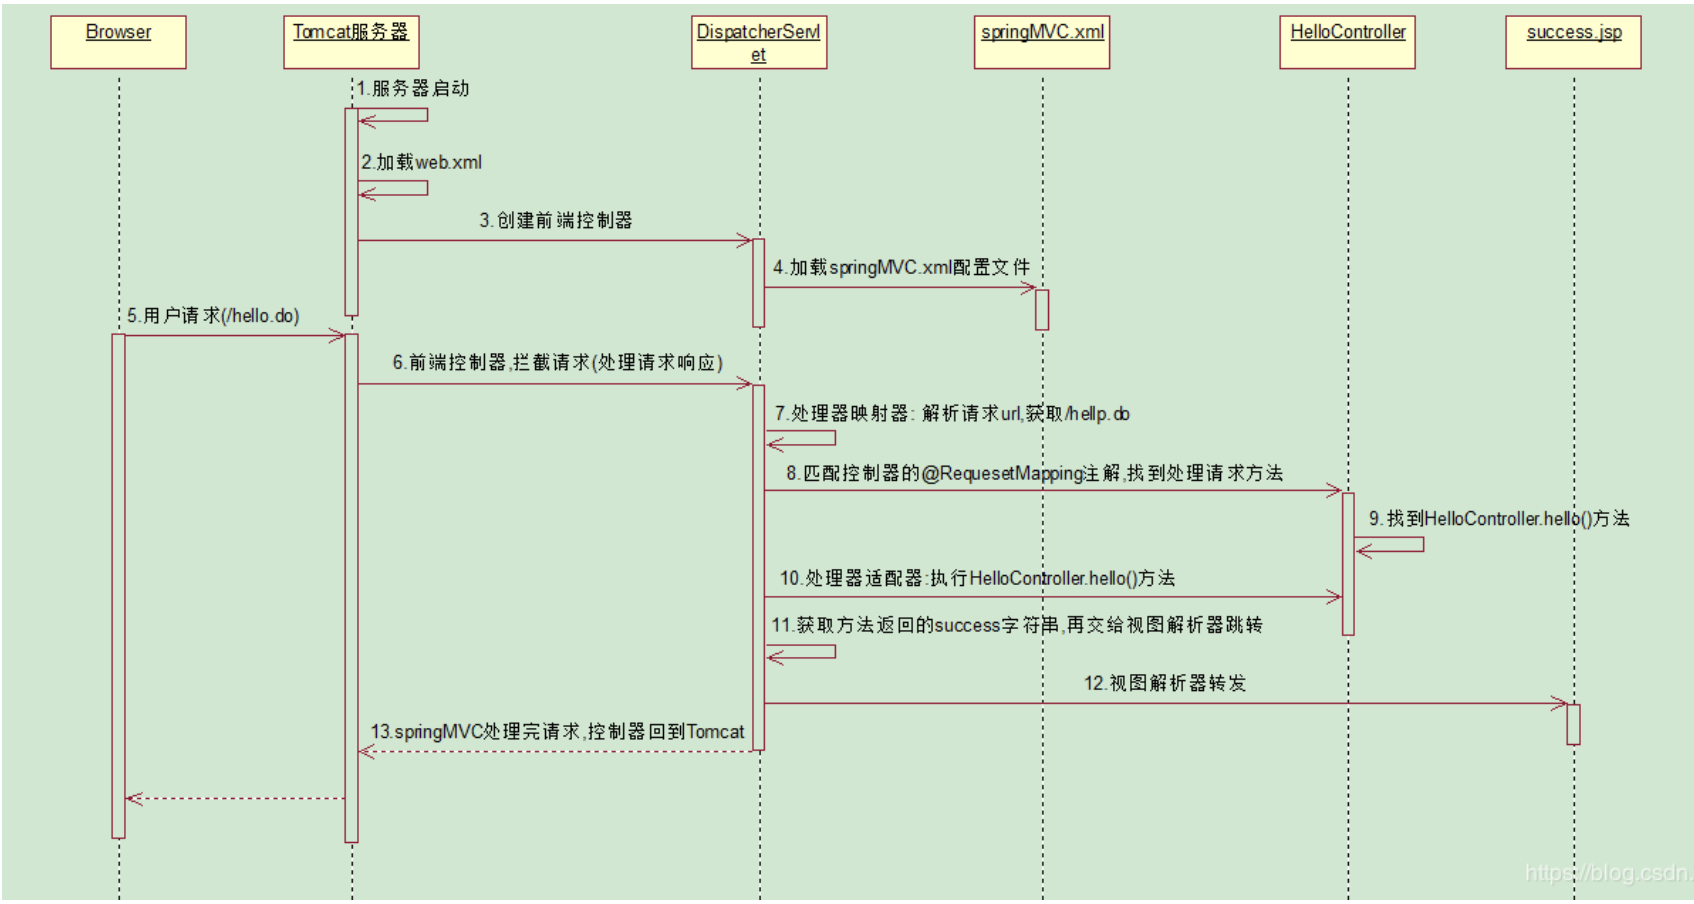 Browser
Tomcat服务器
DispatcherServl
et
springMVC.xml
HelloController
success.jsp
1.服务器启动
2.加载web.xml
3.创建前端控制器
4.加载springMVC.xml配置文件
5.用户请求(/hello.do)
6.前端控制器,拦截请求(处理请求响应)
7.处理器映射器: 解析请求url,获取/hellp.do
8.匹配控制器的@RequesetMapping注解,找到处理请求方法
9.找到HelloController.hello()方法
10.处理器适配器:执行HelloController.hello()方法
11.获取方法返回的success字符串,再交给视图解析器跳转
12.视图解析器转发
13.springMVC处理完请求,控制器回到Tomcat
https://blog.csdn.